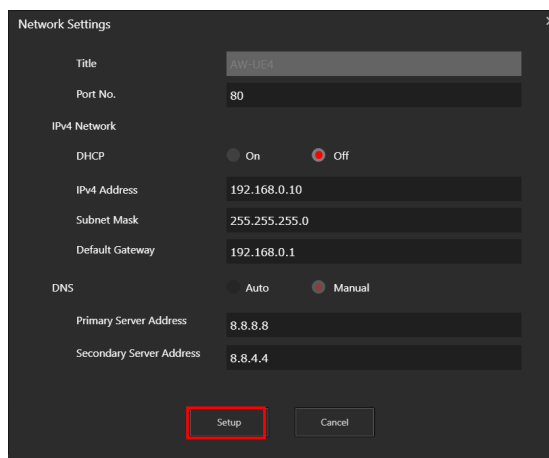 Network Settings
Title AW-UE4
Port No. 80
IPv4 Network
DHCP On Off
IPv4 Address 192.168.0.10
Subnet Mask 255.255.255.0
Default Gateway 192.168.0.1
DNS Auto Manual
Primary Server Address 8.8.8.8
Secondary Server Address 8.8.4.4
Setup Cancel